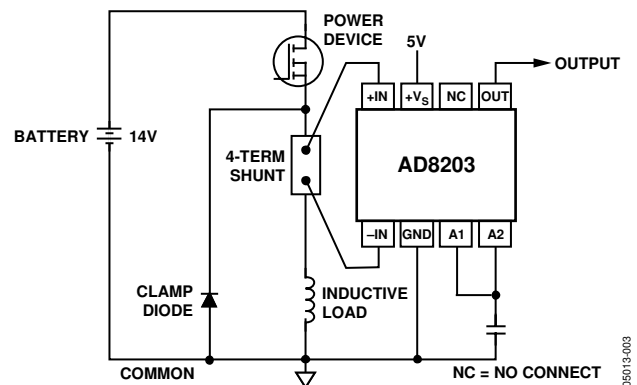 POWER
DEVICE
5V
OUTPUT
+IN
+VS
NC
OUT
BATTERY
14V
4-TERM
SHUNT
AD8203
–IN
GND
A1
A2
CLAMP
DIODE
INDUCTIVE
LOAD
COMMON
NC = NO CONNECT
05013-003